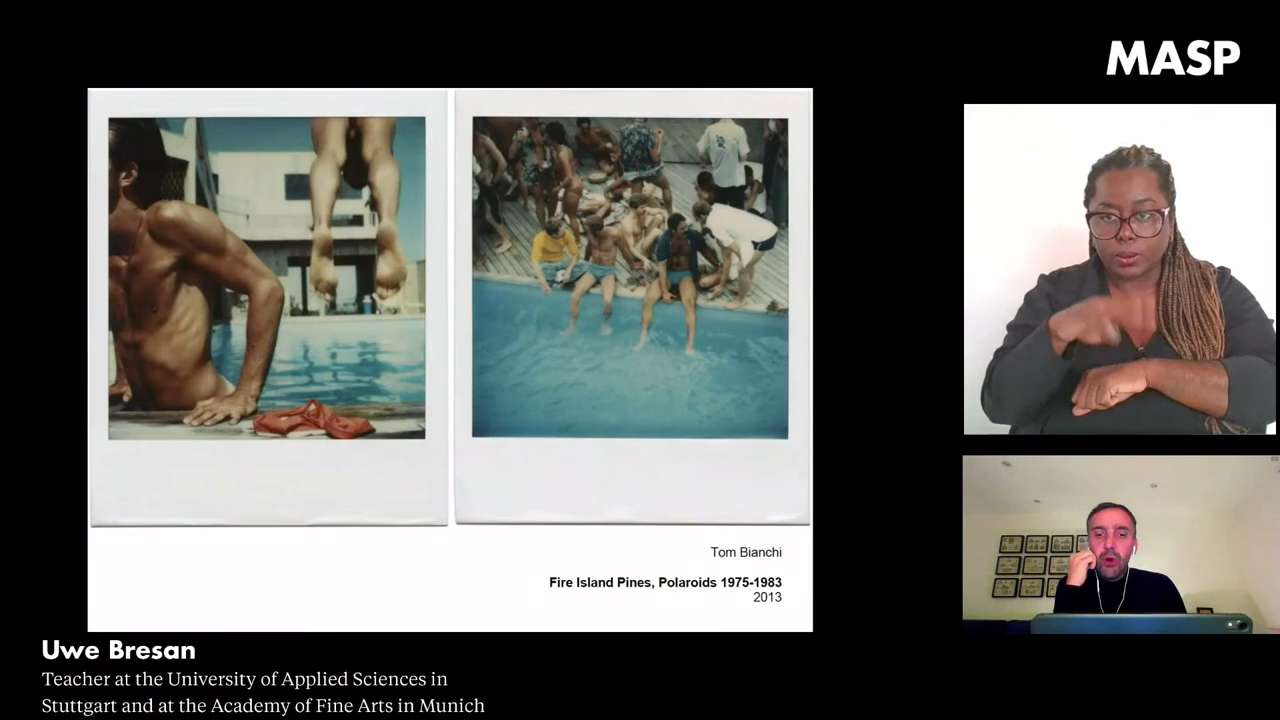 MASP
Tom Bianchi
Fire Island Pines, Polaroids 1975-1983
2013
Uwe Bresan
Teacher at the University of Applied Sciences in
Stuttgart and at the Academy of Fine Arts in Munich